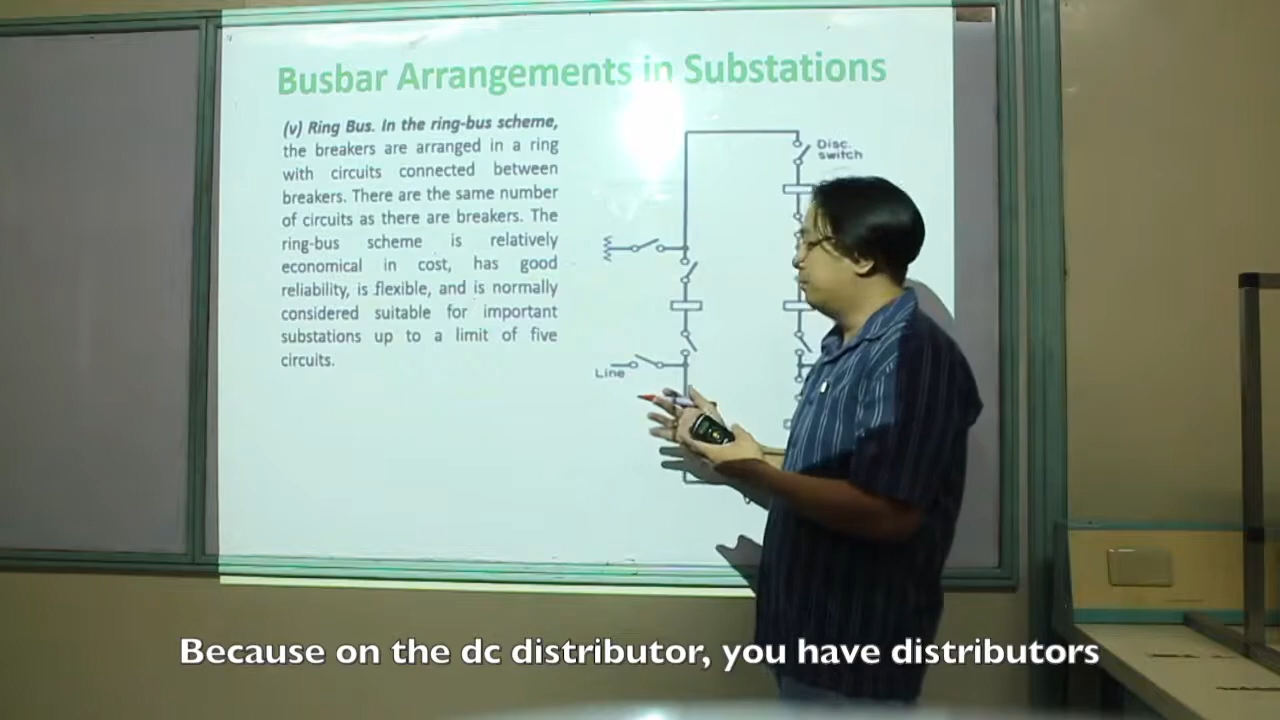 Busbar Arrangements in Substations
(v) Ring Bus. In the ring-bus scheme,
the breakers are arranged in a ring
with circuits connected between
breakers. There are the same number
of circuits as there are breakers. The
ring-bus scheme is relatively
economical in cost, has good
reliability, is flexible, and is normally
considered suitable for important
substations up to a limit of five
circuits.
Disc.
switch
Line
Because on the dc distributor, you have distributors